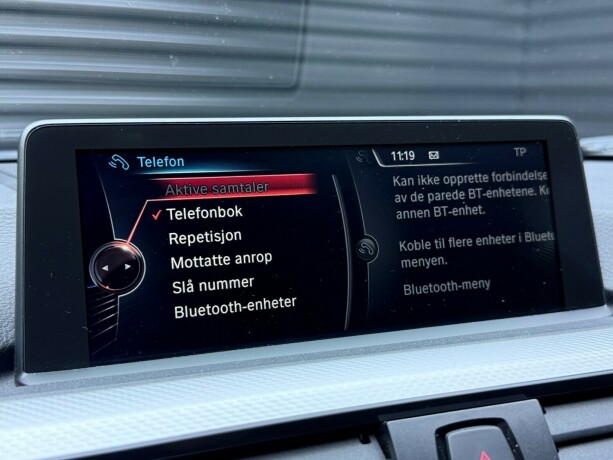 Telefon
Aktive samtaler
Telefonbok
Repetisjon
Mottatte anrop
Slå nummer
Bluetooth-enheter
11:19
TP
Kan ikke opprette forbindelse
av de parede BT-enhetene.
annen BT-enhet.
Koble til flere enheter i
menyen.
Bluetooth-meny